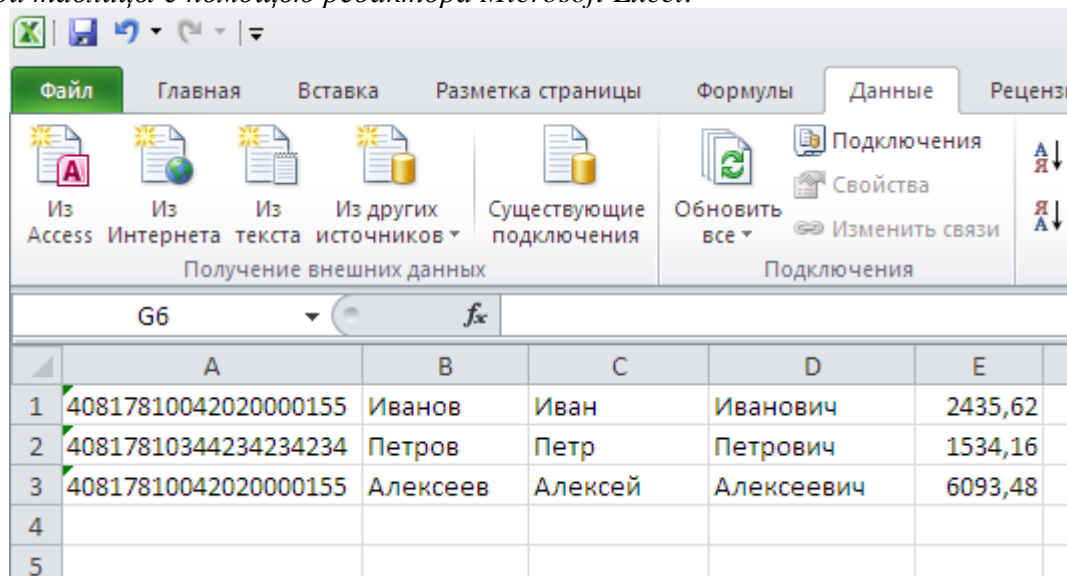 ой таблицы с помощью редактора Microsoft Excel.
Файл Главная Вставка Разметка страницы Формулы Данные Реценз
Из Access
Из Интернета
Из текста
Из других источников
Существующие подключения
Получение внешних данных
Обновить все
Подключения
Свойства
Изменить связи
Подключения
А Я
Я А
G6 fx
A B C D E
1 40817810042020000155 Иванов Иван Иванович 2435,62
2 40817810344234234234 Петров Петр Петрович 1534,16
3 40817810042020000155 Алексеев Алексей Алексеевич 6093,48
4
5